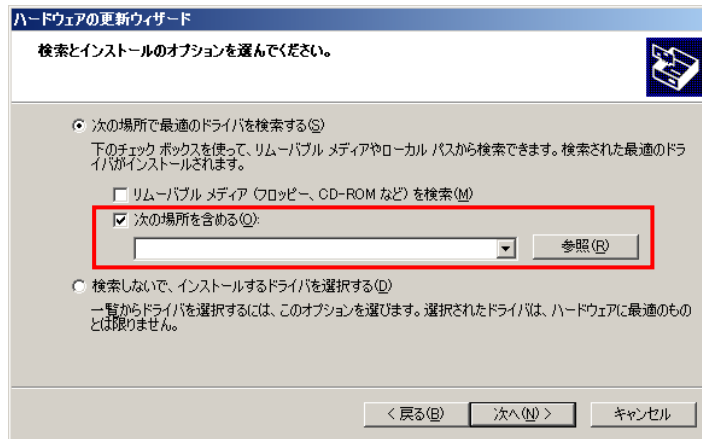 ハードウェアの更新ウィザード
検索とインストールのオプションを選んでください。
次の場所で最適のドライバを検索する(S)
下のチェック ボックスを使って、リムーバブル メディアやローカル パスから検索できます。検索された最適のドラ
イバがインストールされます。
リムーバブル メディア (フロッピー、CD-ROM など) を検索(M)
次の場所を含める(O):
参照(R)
検索しないで、インストールするドライバを選択する(D)
一覧からドライバを選択するには、このオプションを選びます。選択されたドライバは、ハードウェアに最適のもの
とは限りません。
< 戻る(B) 次へ(N) > キャンセル